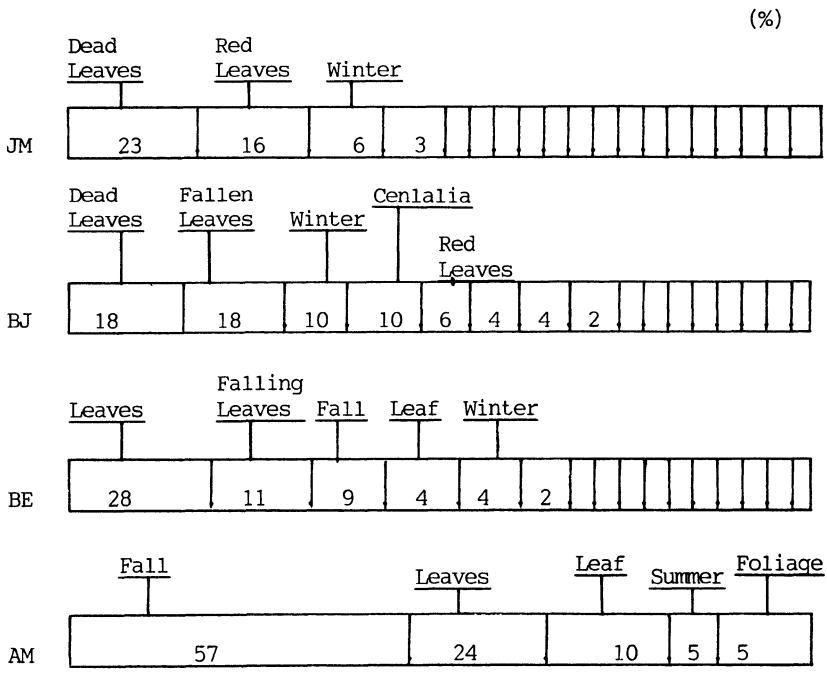 (%)
Dead Red
Leaves Leaves Winter
JM 23 16 6 3
Dead Fallen Cenlalia
Leaves Leaves Winter
Red
Leaves
BJ 18 18 10 10 6 4 4 2
Falling
Leaves Leaves Fall Leaf Winter
BE 28 11 9 4 4 2
Fall Leaves Leaf Summer Foliage
AM 57 24 10 5 5